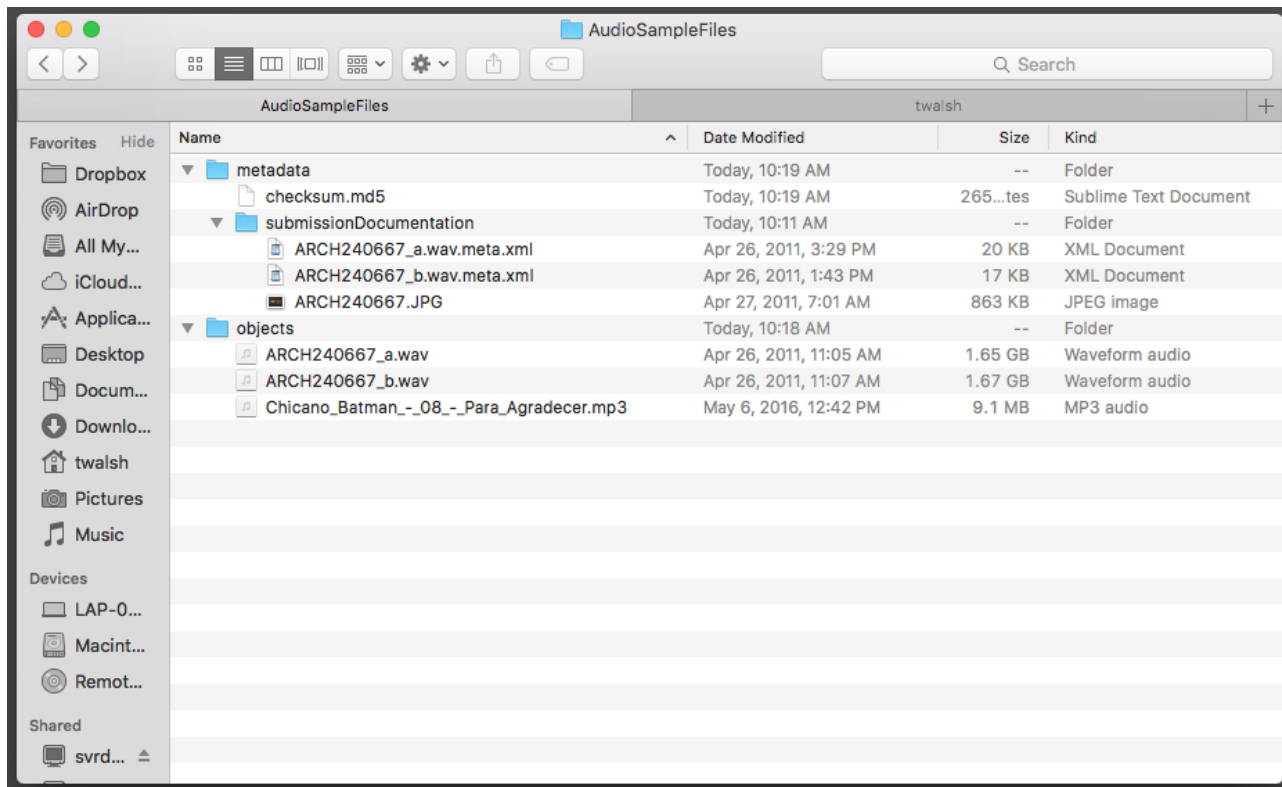 AudioSampleFiles
Search
AudioSampleFiles twalsh
Favorites Hide
Dropbox
AirDrop
All My...
iCloud...
Applica...
Desktop
Docum...
Downlo...
twalsh
Pictures
Music
Devices
LAP-0...
Macint...
Remot...
Shared
svrd...
Name Date Modified Size Kind
metadata Today, 10:19 AM -- Folder
checksum.md5 Today, 10:19 AM 265...tes Sublime Text Document
submissionDocumentation Today, 10:11 AM -- Folder
ARCH240667_a.wav.meta.xml Apr 26, 2011, 3:29 PM 20 KB XML Document
ARCH240667_b.wav.meta.xml Apr 26, 2011, 1:43 PM 17 KB XML Document
ARCH240667.JPG Apr 27, 2011, 7:01 AM 863 KB JPEG image
objects Today, 10:18 AM -- Folder
ARCH240667_a.wav Apr 26, 2011, 11:05 AM 1.65 GB Waveform audio
ARCH240667_b.wav Apr 26, 2011, 11:07 AM 1.67 GB Waveform audio
Chicano_Batman_-_08_-_Para_Agradecer.mp3 May 6, 2016, 12:42 PM 9.1 MB MP3 audio